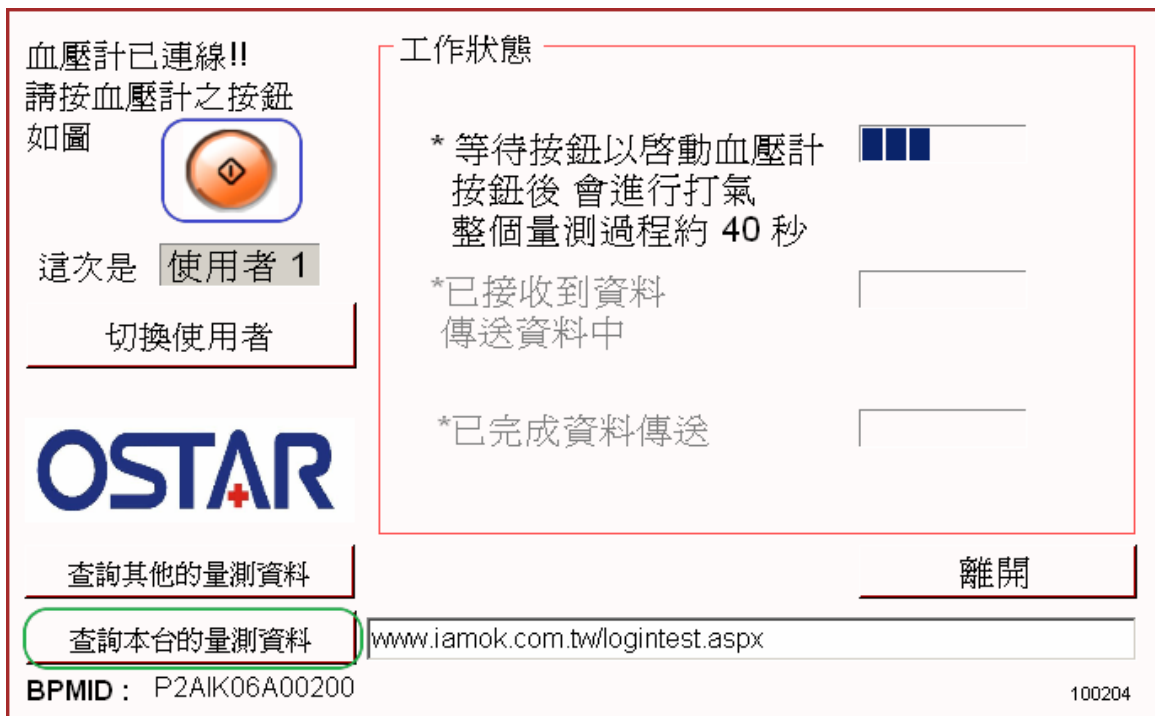 血壓計已連線!!
請按血壓計之按鈕
如圖
這次是 使用者 1
切換使用者
OSTAR
查詢其他的量測資料
查詢本台的量測資料
www.iamok.com.tw/logintest.aspx
BPMID : P2AIK06A00200
工作狀態
* 等待按鈕以啓動血壓計
按鈕後 會進行打氣
整個量測過程約 40 秒
*已接收到資料
傳送資料中
*已完成資料傳送
離開
100204